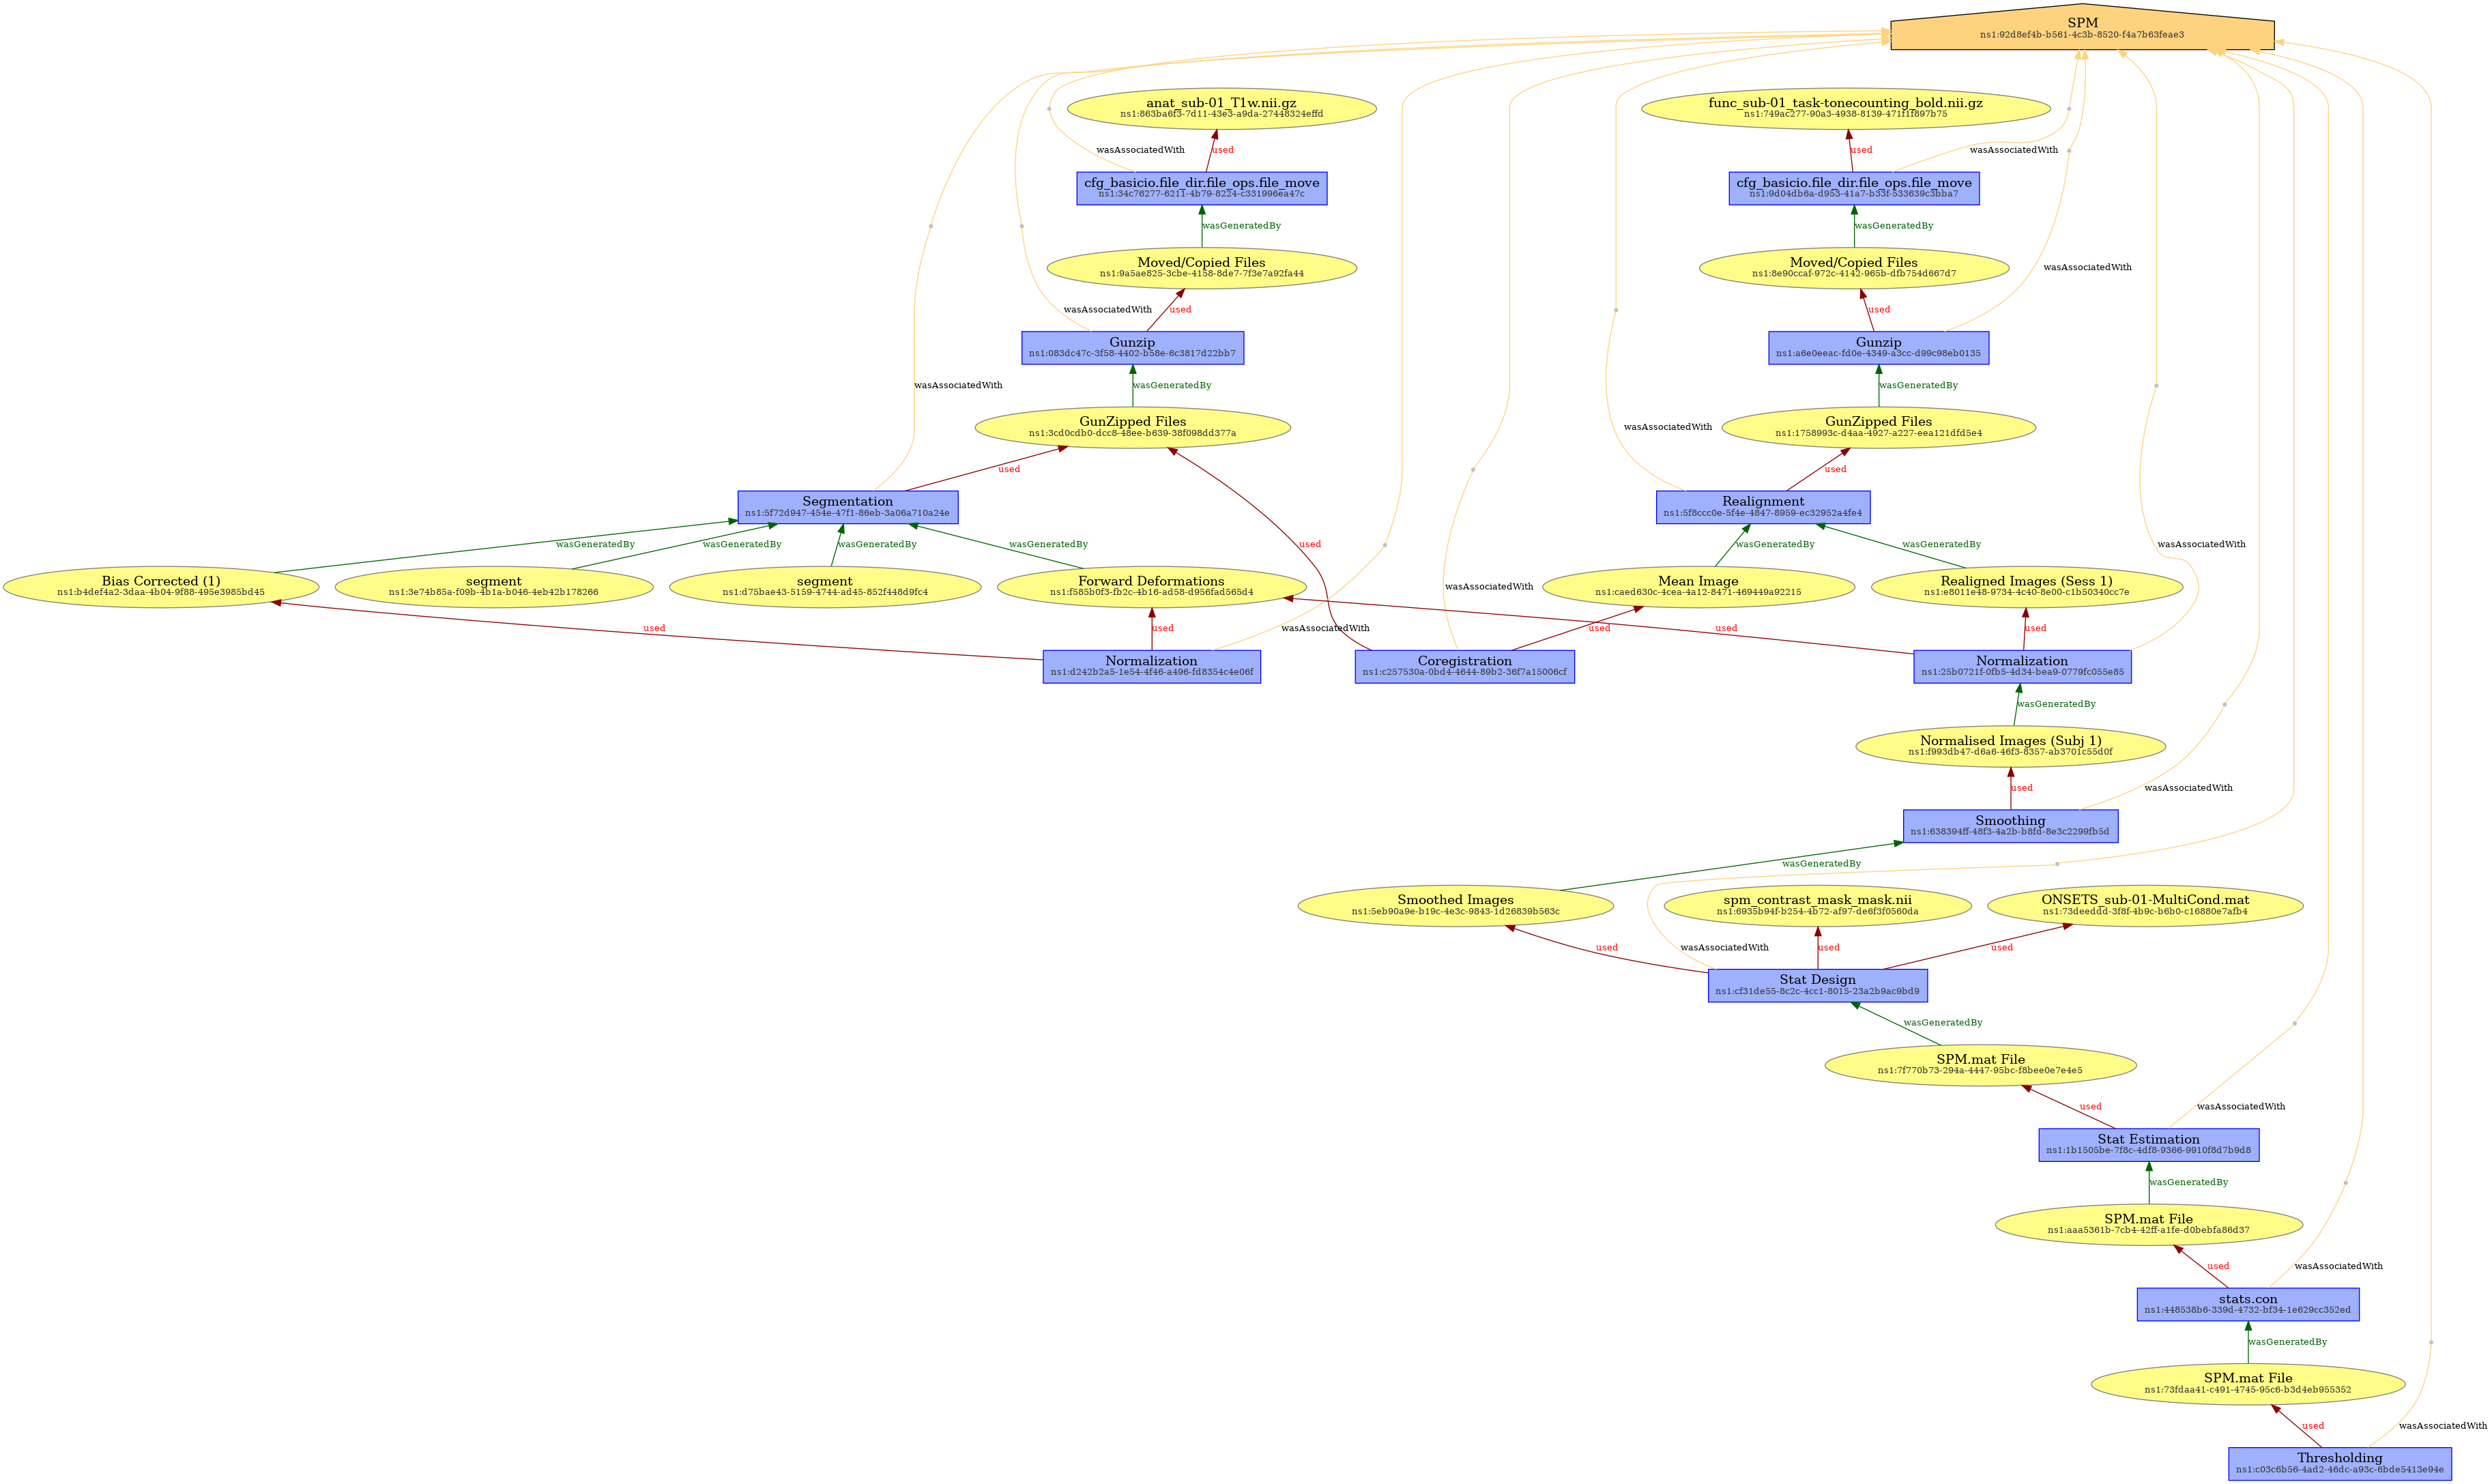 SPM
ns1:92d8ef4b-b561-4c3b-8520-f4a7b63feae3
anat_sub-01_T1w.nii.gz
ns1:863ba6f3-7d11-43e3-a9da-27448324effd
func_sub-01_task-tonecounting_bold.nii.gz
ns1:749ac277-90a3-4938-8139-471f1f897b75
wasAssociatedWith
used
used
wasAssociatedWith
cfg_basicio.file_dir.file_ops.file_move
ns1:34c76277-6211-4b79-8224-c331996ea47c
cfg_basicio.file_dir.file_ops.file_move
ns1:9d04db6a-d953-41a7-b33f-533639c3bba7
wasGeneratedBy
wasGeneratedBy
Moved/Copied Files
ns1:9a5ae825-3cbe-4158-8de7-7f3e7a92fa44
Moved/Copied Files
ns1:8e90ccaf-972c-4142-965b-dfb754d667d7
wasAssociatedWith
wasAssociatedWith
used
used
Gunzip
ns1:083dc47c-3f58-4402-b58e-6c3817d22bb7
Gunzip
ns1:a6e0eeac-fd0e-4349-a3cc-d99c98eb0135
wasAssociatedWith
wasGeneratedBy
wasGeneratedBy
GunZipped Files
ns1:3cd0cdb0-dcc8-48ee-b639-38f098dd377a
GunZipped Files
ns1:1758993c-d4aa-4927-a227-eea121dfd5e4
wasAssociatedWith
used
used
Segmentation
ns1:5f72d947-454e-47f1-86eb-3a06a710a24e
Realignment
ns1:5f8ccc0e-5f4e-4847-8959-ec32952a4fe4
wasGeneratedBy
wasGeneratedBy
wasGeneratedBy
wasGeneratedBy
used
wasGeneratedBy
wasGeneratedBy
wasAssociatedWith
Bias Corrected (1)
ns1:b4def4a2-3daa-4b04-9f88-495e3985bd45
segment
ns1:3e74b85a-f09b-4b1a-b046-4eb42b178266
segment
ns1:d75bae43-5159-4744-ad45-852f448d9fc4
Forward Deformations
ns1:f585b0f3-fb2c-4b16-ad58-d956fad565d4
wasAssociatedWith
Mean Image
ns1:caed630c-4cea-4a12-8471-469449a92215
Realigned Images (Sess 1)
ns1:e8011e48-9734-4c40-8e00-c1b50340cc7e
used
used
wasAssociatedWith
used
used
used
Normalization
ns1:d242b2a5-1e54-4f46-a496-fd8354c4e06f
Coregistration
ns1:c257530a-0bd4-4644-89b2-36f7a15006cf
Normalization
ns1:25b0721f-0fb5-4d34-bea9-0779fc055e85
wasGeneratedBy
Normalised Images (Subj 1)
ns1:f993db47-d6a6-46f3-8357-ab3701c55d0f
used
wasAssociatedWith
Smoothing
ns1:638394ff-48f3-4a2b-b8fd-8e3c2299fb5d
wasGeneratedBy
Smoothed Images
ns1:5eb90a9e-b19c-4e3c-9843-1d26839b563c
spm_contrast_mask_mask.nii
ns1:6935b94f-b254-4b72-af97-de6f3f0560da
ONSETS_sub-01-MultiCond.mat
ns1:73deeddd-3f8f-4b9c-b6b0-c16880e7afb4
used
wasAssociatedWith
used
used
Stat Design
ns1:cf31de55-8c2c-4cc1-8015-23a2b9ac9bd9
wasGeneratedBy
SPM.mat File
ns1:7f770b73-294a-4447-95bc-f8bee0e7e4e5
used
wasAssociatedWith
Stat Estimation
ns1:1b1505be-7f8c-4df8-9366-9910f8d7b9d8
wasGeneratedBy
SPM.mat File
ns1:aaa5361b-7cb4-42ff-a1fe-d0bebfa86d37
used
wasAssociatedWith
stats.con
ns1:448538b6-339d-4732-bf34-1e629cc352ed
wasGeneratedBy
SPM.mat File
ns1:73fdaa41-c491-4745-95c6-b3d4eb955352
used
wasAssociatedWith
Thresholding
ns1:c03c6b56-4ad2-46dc-a93c-6bde5413e94e